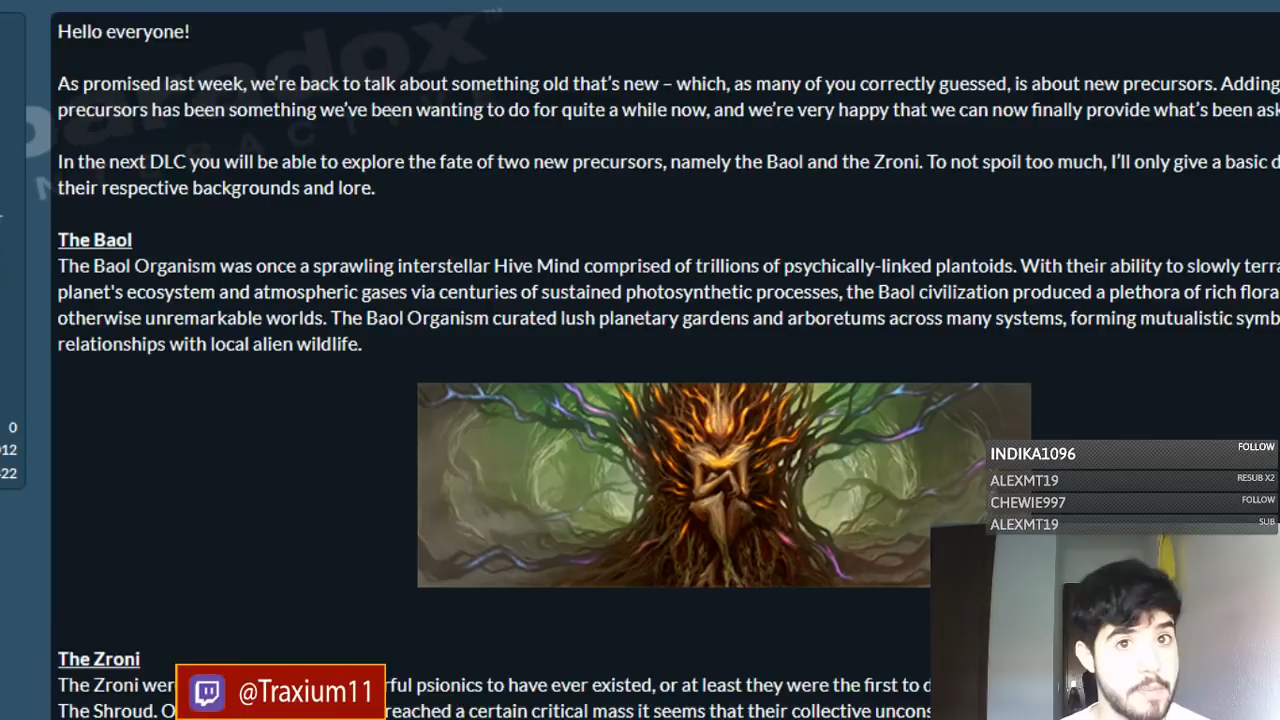 Hello everyone!
As promised last week, we're back to talk about something old that's new – which, as many of you correctly guessed, is about new precursors. Adding
precursors has been something we've been wanting to do for quite a while now, and we're very happy that we can now finally provide what's been
In the next DLC you will be able to explore the fate of two new precursors, namely the Baol and the Zroni. To not spoil too much, I'll only give a basic
their respective backgrounds and lore.
The Baol
The Baol Organism was once a sprawling interstellar Hive Mind comprised of trillions of psychically-linked plantoids. With their ability to slowly
planet's ecosystem and atmospheric gases via centuries of sustained photosynthetic processes, the Baol civilization produced a plethora of rich flora
otherwise unremarkable worlds. The Baol Organism curated lush planetary gardens and arboretums across many systems, forming mutualistic
relationships with local alien wildlife.
0
12
22
INDIKA1096 FOLLOW
ALEXMT19 RESUB X2
CHEWIE997 FOLLOW
ALEXMT19 SUB
The Zroni
The Zroni were psionics to have ever existed, or at least they were the first to
@Traxium11
The Shroud. reached a certain critical mass it seems that their collective